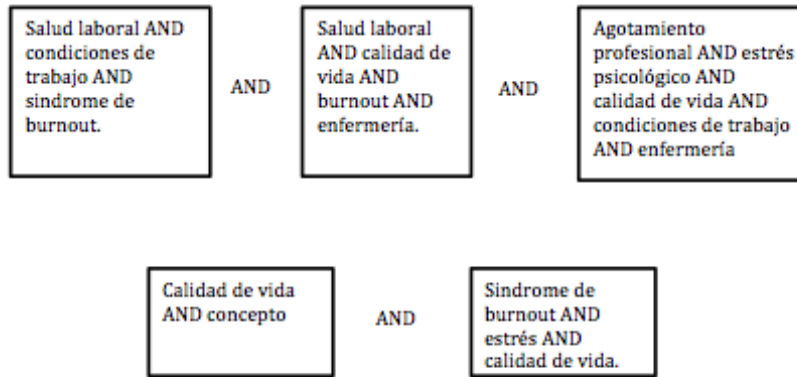 Salud laboral AND
condiciones de
trabajo AND
sindrome de
burnout.
AND
Salud laboral
AND calidad de
vida AND
burnout AND
enfermería.
AND
Agotamiento
profesional AND estrés
psicológico AND
calidad de vida AND
condiciones de trabajo
AND enfermería
Calidad de vida
AND concepto
AND
Sindrome de
burnout AND
estrés AND
calidad de vida.